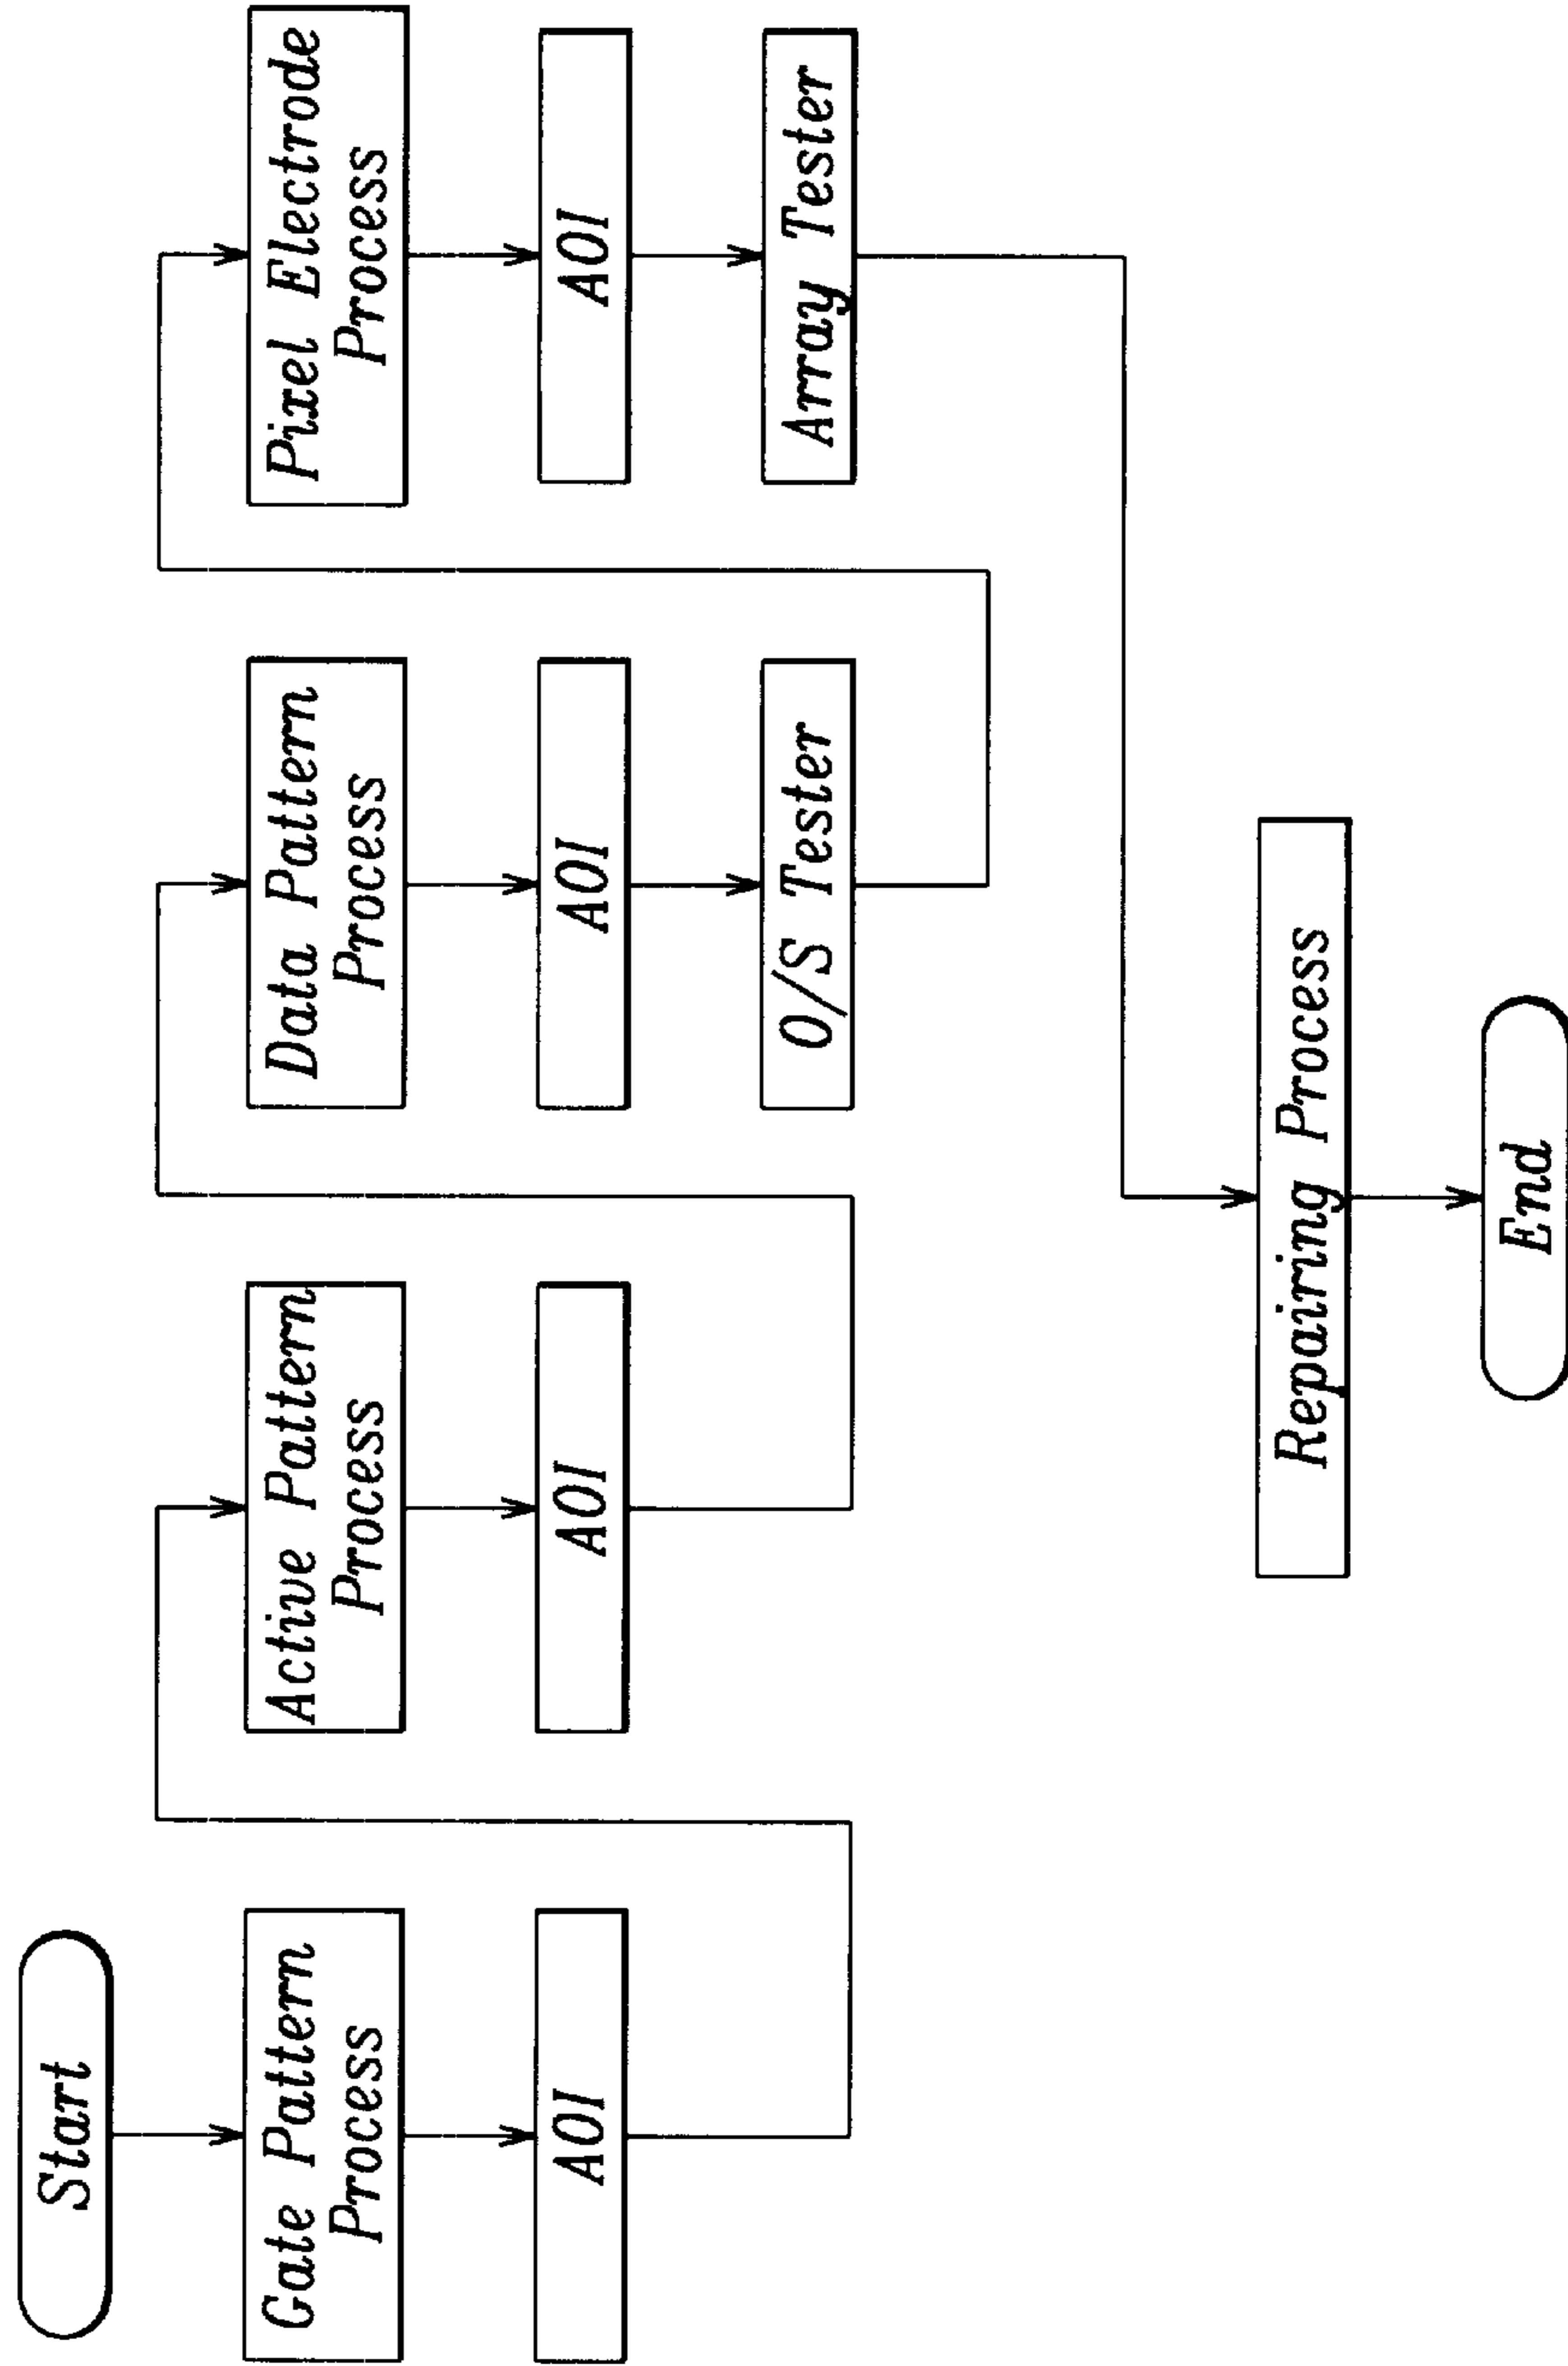 Start
Gate Pattern
Process
AOI
Active Pattern
Process
AOI
Data Pattern
Process
AOI
O/S Tester
Pixel Electrode
Process
AOI
Array Tester
Repairing Process
End